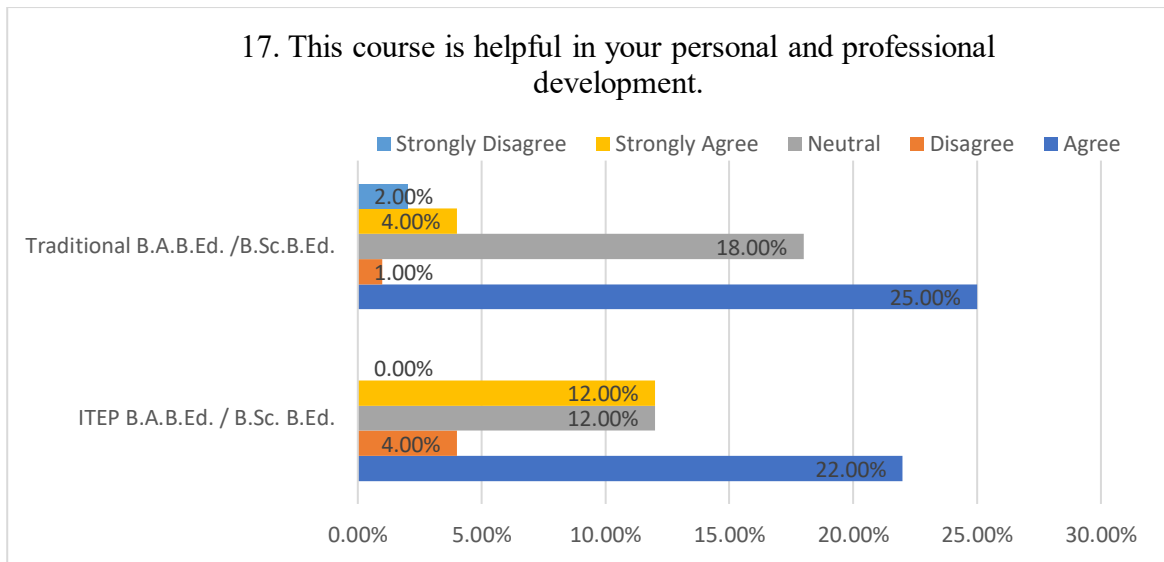 17. This course is helpful in your personal and professional
development.
Strongly Disagree Strongly Agree Neutral Disagree Agree
2.00%
4.00%
Traditional B.A.B.Ed. /B.Sc.B.Ed.
18.00%
1.00%
25.00%
0.00%
12.00%
ITEP B.A.B.Ed. / B.Sc. B.Ed.
12.00%
4.00%
22.00%
0.00% 5.00% 10.00% 15.00% 20.00% 25.00% 30.00%